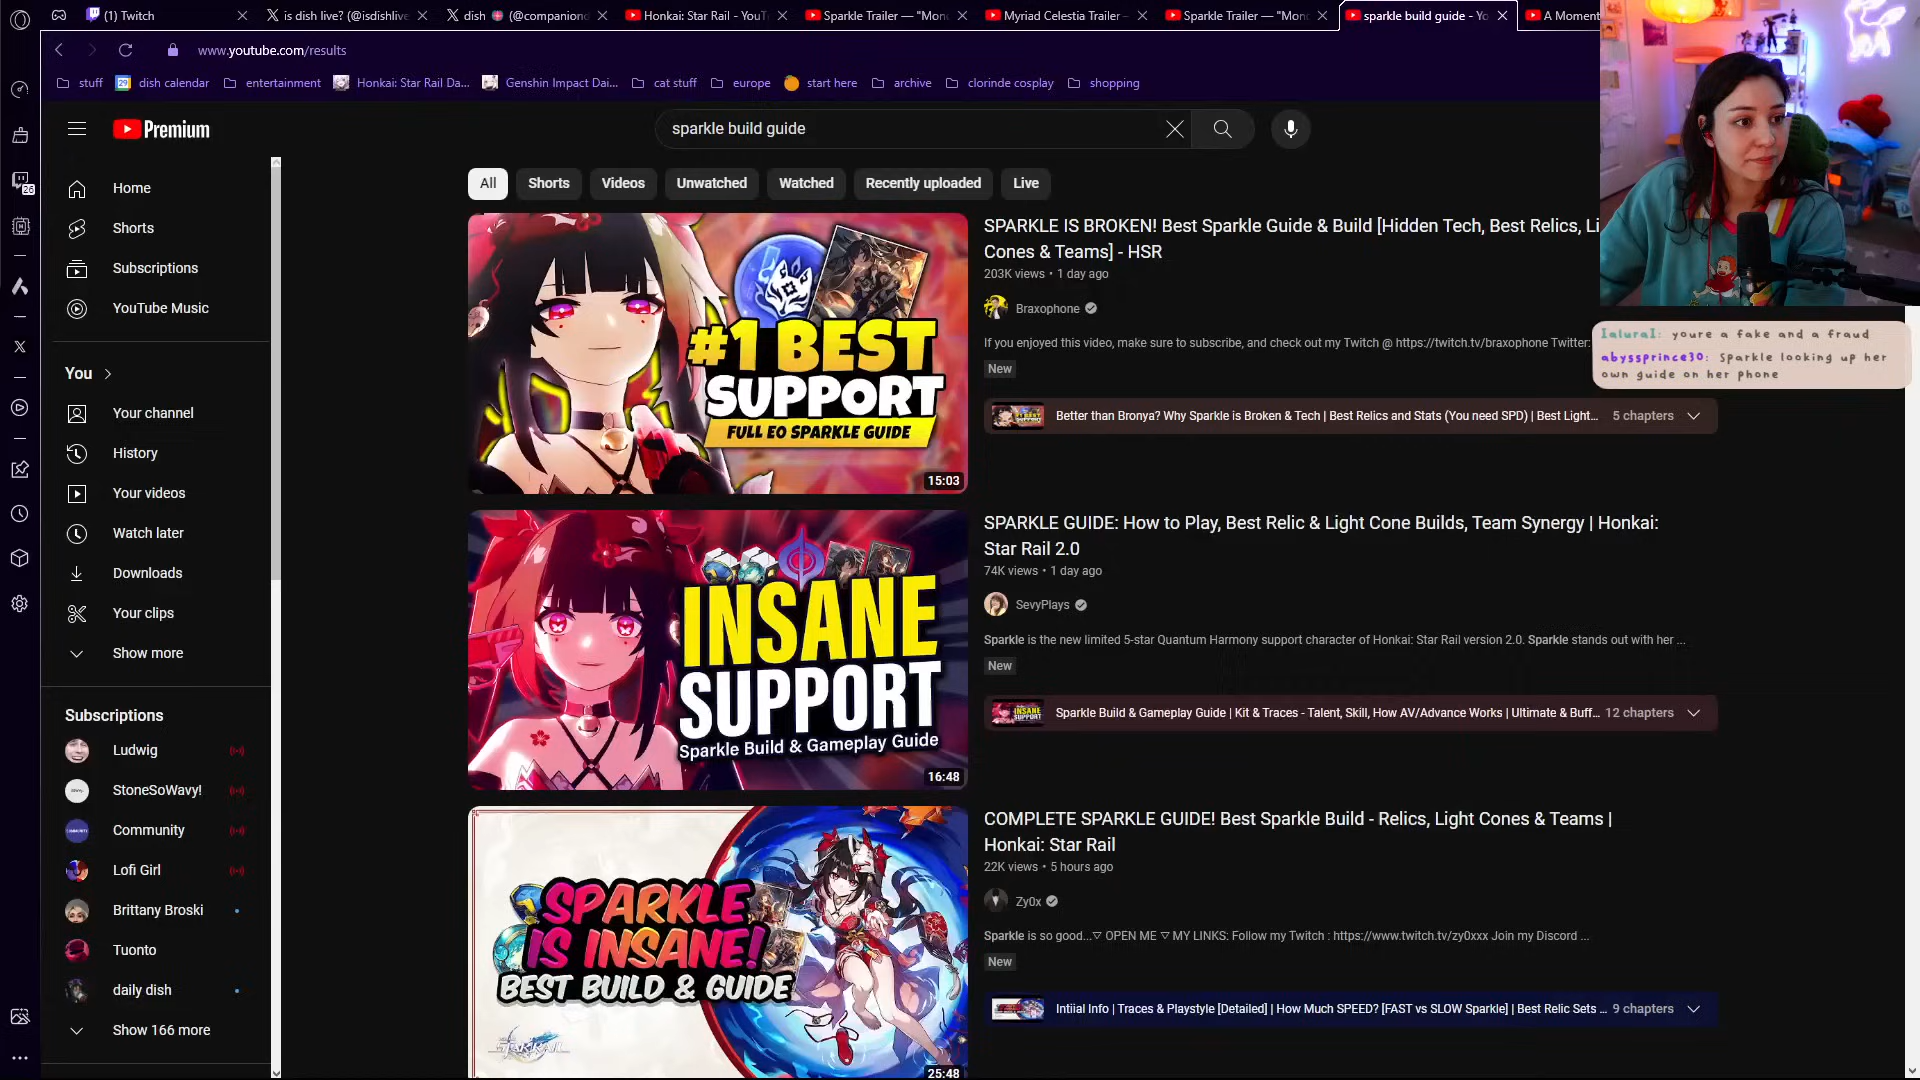 (1) Twitch
is dish live? (@isdishlive
dish
(@companion
Honkai: Star Rail - YouT
Sparkle Trailer — "Mon
Myriad Celestia Trailer –
Sparkle Trailer — "Mon
sparkle build guide - Yo
A Moment
www.youtube.com/results
stuff
29
dish calendar
entertainment
Honkai: Star Rail Da...
Genshin Impact Dai...
cat stuff
europe
start here
archive
clorinde cosplay
shopping
26
Premium
sparkle build guide
All
Shorts
Videos
Unwatched
Watched
Recently uploaded
Live
Home
Shorts
Subscriptions
YouTube Music
You
Your channel
History
Your videos
Watch later
Downloads
Your clips
Show more
Subscriptions
Ludwig
StoneSoWavy!
Community
Lofi Girl
Brittany Broski
Tuonto
daily dish
Show 166 more
#1 BEST
SUPPORT
FULL E0 SPARKLE GUIDE
15:03
SPARKLE IS BROKEN! Best Sparkle Guide & Build [Hidden Tech, Best Relics, Li
Cones & Teams] - HSR
203K views • 1 day ago
Braxophone
If you enjoyed this video, make sure to subscribe, and check out my Twitch @ https://twitch.tv/braxophone Twitter:
New
Better than Bronya? Why Sparkle is Broken & Tech | Best Relics and Stats (You need SPD) | Best Light...
5 chapters
lalural: youre a fake and a fraud
abyssprince30: Sparkle looking up her
own guide on her phone
INSANE
SUPPORT
Sparkle Build & Gameplay Guide
16:48
SPARKLE GUIDE: How to Play, Best Relic & Light Cone Builds, Team Synergy | Honkai:
Star Rail 2.0
74K views • 1 day ago
SevyPlays
Sparkle is the new limited 5-star Quantum Harmony support character of Honkai: Star Rail version 2.0. Sparkle stands out with her ...
New
Sparkle Build & Gameplay Guide | Kit & Traces - Talent, Skill, How AV/Advance Works | Ultimate & Buff...
12 chapters
SPARKLE
IS INSANE!
BEST BUILD & GUIDE
STAR RAIL
25:48
COMPLETE SPARKLE GUIDE! Best Sparkle Build - Relics, Light Cones & Teams |
Honkai: Star Rail
22K views • 5 hours ago
Zy0x
Sparkle is so good...▽ OPEN ME ▽ MY LINKS: Follow my Twitch : https://www.twitch.tv/zy0xxx Join my Discord ...
New
Intiial Info | Traces & Playstyle [Detailed] | How Much SPEED? [FAST vs SLOW Sparkle] | Best Relic Sets ...
9 chapters